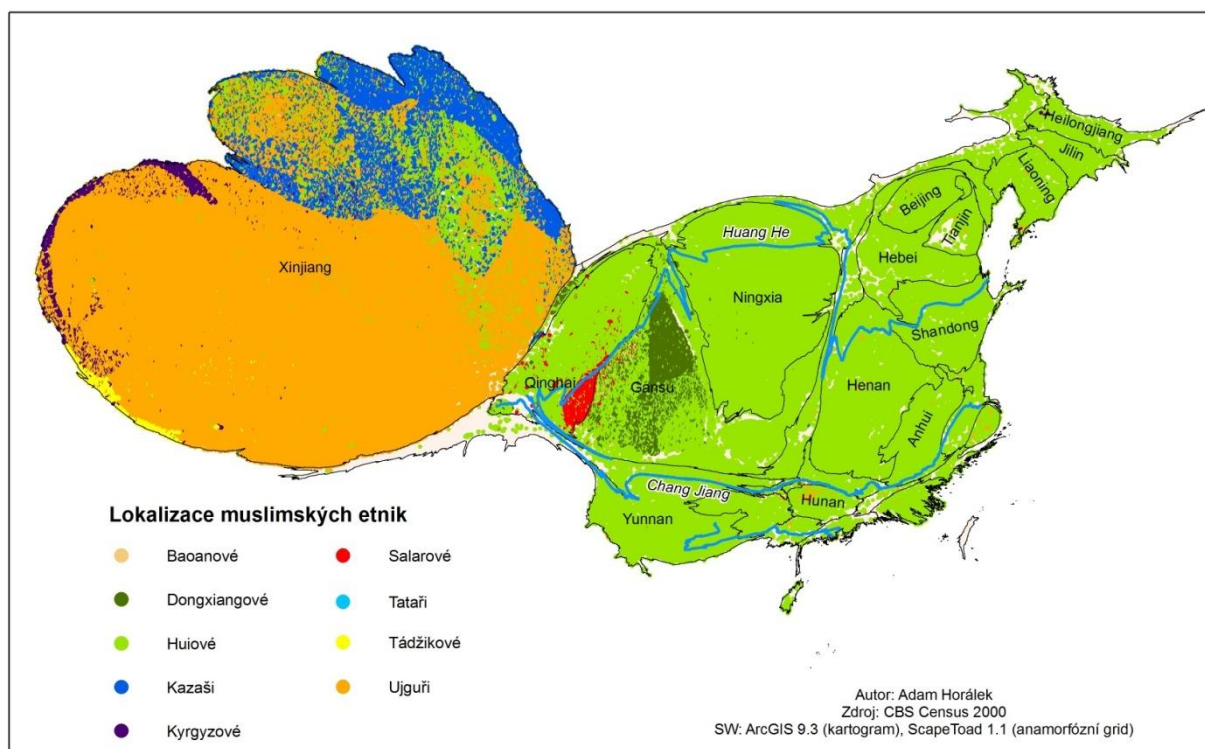 Heilongjiang
Jilin
Liaoning
Beijing
Tianjin
Huang He
Hebei
Xinjiang
Ningxia
Shandong
Qinghai
Gansu
Henan
Anhui
Chang Jiang
Hunan
Yunnan
Lokalizace muslimských etnik
Baoanové
Dongxiangové
Huiové
Kazaši
Kyrgyzové
Salarové
Tataři
Tádžikové
Ujguři
Autor: Adam Horálek
Zdroj: CBS Census 2000
SW: ArcGIS 9.3 (kartogram), ScapeToad 1.1 (anamorfózní grid)